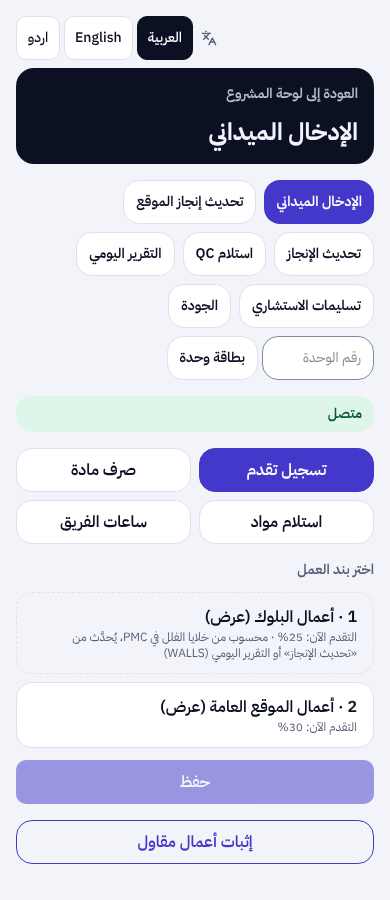 العربية
English
اردو
العودة إلى لوحة المشروع
الإدخال الميداني
الإدخال الميداني
تحديث إنجاز الموقع
تحديث الإنجاز
استلام QC
التقرير اليومي
تسليمات الاستشاري
الجودة
رقم الوحدة
بطاقة وحدة
متصل
تسجيل تقدم
صرف مادة
استلام مواد
ساعات الفريق
اختر بند العمل
1 · أعمال البلوك (عرض)
التقدم الآن: 25% · محسوب من خلايا الفلل في PMC، يُحدَّث من
«تحديث الإنجاز» أو التقرير اليومي (WALLS)
2 · أعمال الموقع العامة (عرض)
التقدم الآن: 30%
حفظ
إثبات أعمال مقاول